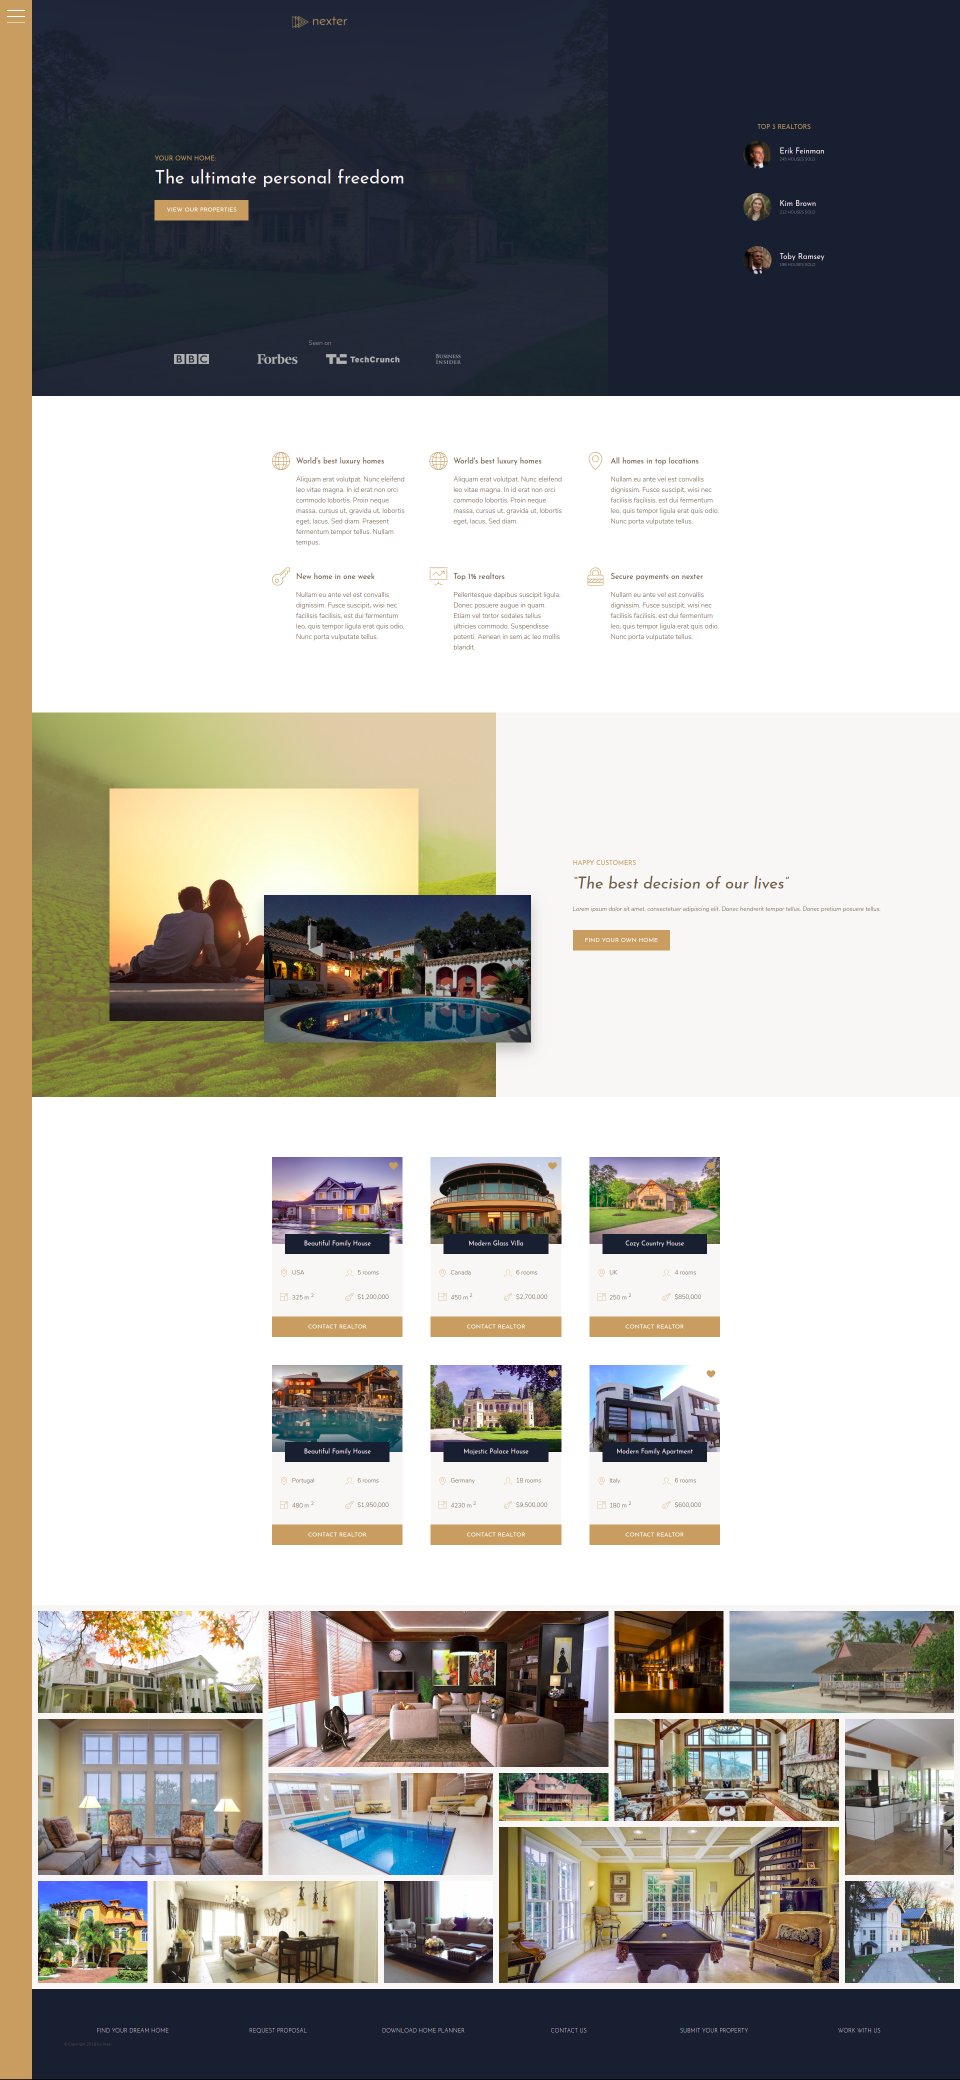 nexter
YOUR OWN HOME:
The ultimate personal freedom
VIEW OUR PROPERTIES
Seen on
BBC
Forbes
TC TechCrunch
BUSINESS
INSIDER
TOP 3 REALTORS
Erik Feinman
245 HOUSES SOLD
Kim Brown
212 HOUSES SOLD
Toby Ramsey
198 HOUSES SOLD
World's best luxury homes
Aliquam erat volutpat. Nunc eleifend
leo vitae magna. In id erat non orci
commodo lobortis. Proin neque
massa, cursus ut, gravida ut, lobortis
eget, lacus. Sed diam. Praesent
fermentum tempor tellus. Nullam
tempus.
World's best luxury homes
Aliquam erat volutpat. Nunc eleifend
leo vitae magna. In id erat non orci
commodo lobortis. Proin neque
massa, cursus ut, gravida ut, lobortis
eget, lacus. Sed diam.
All homes in top locations
Nullam eu ante vel est convallis
dignissim. Fusce suscipit, wisi nec
facilisis facilisis, est dui fermentum
leo, quis tempor ligula erat quis odio.
Nunc porta vulputate tellus.
New home in one week
Nullam eu ante vel est convallis
dignissim. Fusce suscipit, wisi nec
facilisis facilisis, est dui fermentum
leo, quis tempor ligula erat quis odio.
Nunc porta vulputate tellus.
Top 1% realtors
Pellentesque dapibus suscipit ligula.
Donec posuere augue in quam.
Etiam vel tortor sodales tellus
ultricies commodo. Suspendisse
potenti. Aenean in sem ac leo mollis
blandit.
Secure payments on nexter
Nullam eu ante vel est convallis
dignissim. Fusce suscipit, wisi nec
facilisis facilisis, est dui fermentum
leo, quis tempor ligula erat quis odio.
Nunc porta vulputate tellus.
HAPPY CUSTOMERS
“The best decision of our lives”
Lorem ipsum dolor sit amet, consectetuer adipiscing elit. Donec hendrerit tempor tellus. Donec pretium posuere tellus.
FIND YOUR OWN HOME
Beautiful Family House
USA
5 rooms
325 m 2
$1,200,000
CONTACT REALTOR
Modern Glass Villa
Canada
6 rooms
450 m 2
$2,700,000
CONTACT REALTOR
Cozy Country House
UK
4 rooms
250 m 2
$850,000
CONTACT REALTOR
Beautiful Family House
Portugal
6 rooms
480 m 2
$1,950,000
CONTACT REALTOR
Majestic Palace House
Germany
18 rooms
4230 m 2
$9,500,000
CONTACT REALTOR
Modern Family Apartment
Italy
6 rooms
180 m 2
$600,000
CONTACT REALTOR
FIND YOUR DREAM HOME
REQUEST PROPOSAL
DOWNLOAD HOME PLANNER
CONTACT US
SUBMIT YOUR PROPERTY
WORK WITH US